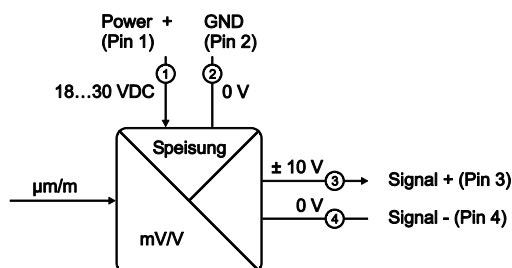 Power + GND
(Pin 1) (Pin 2)
1 2
18...30 VDC 0 V
Speisung
± 10 V 3 Signal + (Pin 3)
µm/m
0 V 4 Signal - (Pin 4)
mV/V